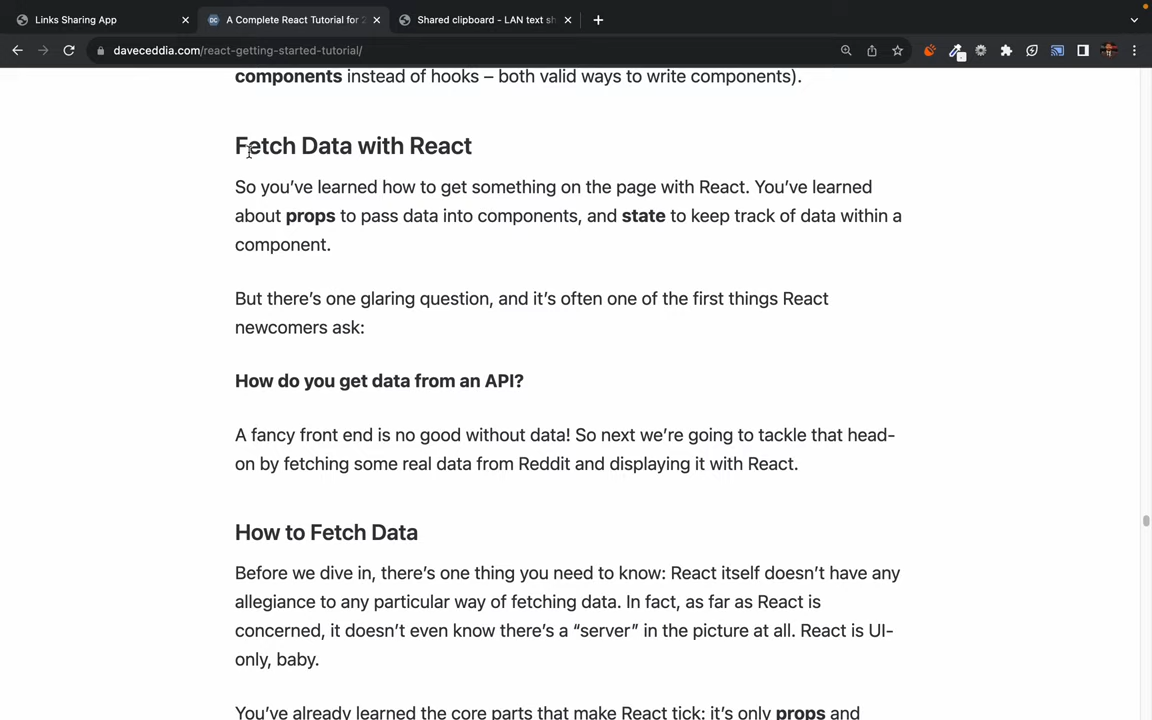 Links Sharing App
A Complete React Tutorial for 2
Shared clipboard - LAN text sh
daveceddia.com/react-getting-started-tutorial/
components instead of hooks – both valid ways to write components).
Fetch Data with React
So you’ve learned how to get something on the page with React. You’ve learned
about props to pass data into components, and state to keep track of data within a
component.
But there’s one glaring question, and it’s often one of the first things React
newcomers ask:
How do you get data from an API?
A fancy front end is no good without data! So next we’re going to tackle that head-
on by fetching some real data from Reddit and displaying it with React.
How to Fetch Data
Before we dive in, there’s one thing you need to know: React itself doesn’t have any
allegiance to any particular way of fetching data. In fact, as far as React is
concerned, it doesn’t even know there’s a “server” in the picture at all. React is UI-
only, baby.
You’ve already learned the core parts that make React tick: it’s only props and